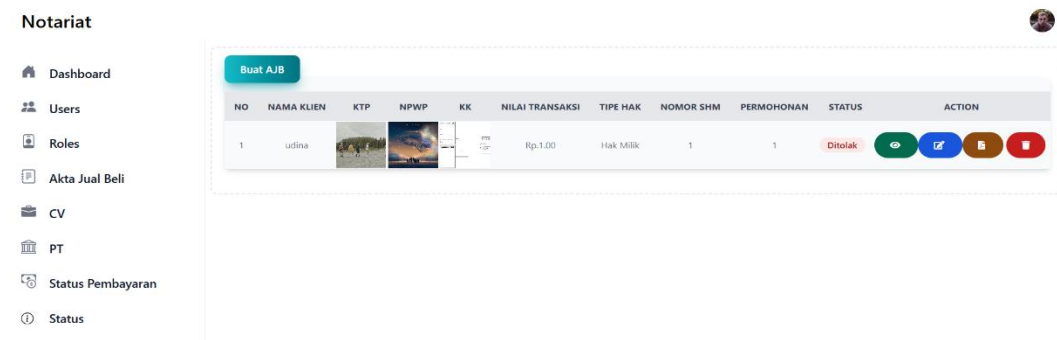 Notariat
Dashboard
Users
Roles
Akta Jual Beli
CV
PT
Status Pembayaran
Status
Buat AJB
NO NAMA KLIEN KTP NPWP KK NILAI TRANSAKSI TIPE HAK NOMOR SHM PERMOHONAN STATUS ACTION
1 udina Rp.1.00 Hak Milik 1 1 Ditolak